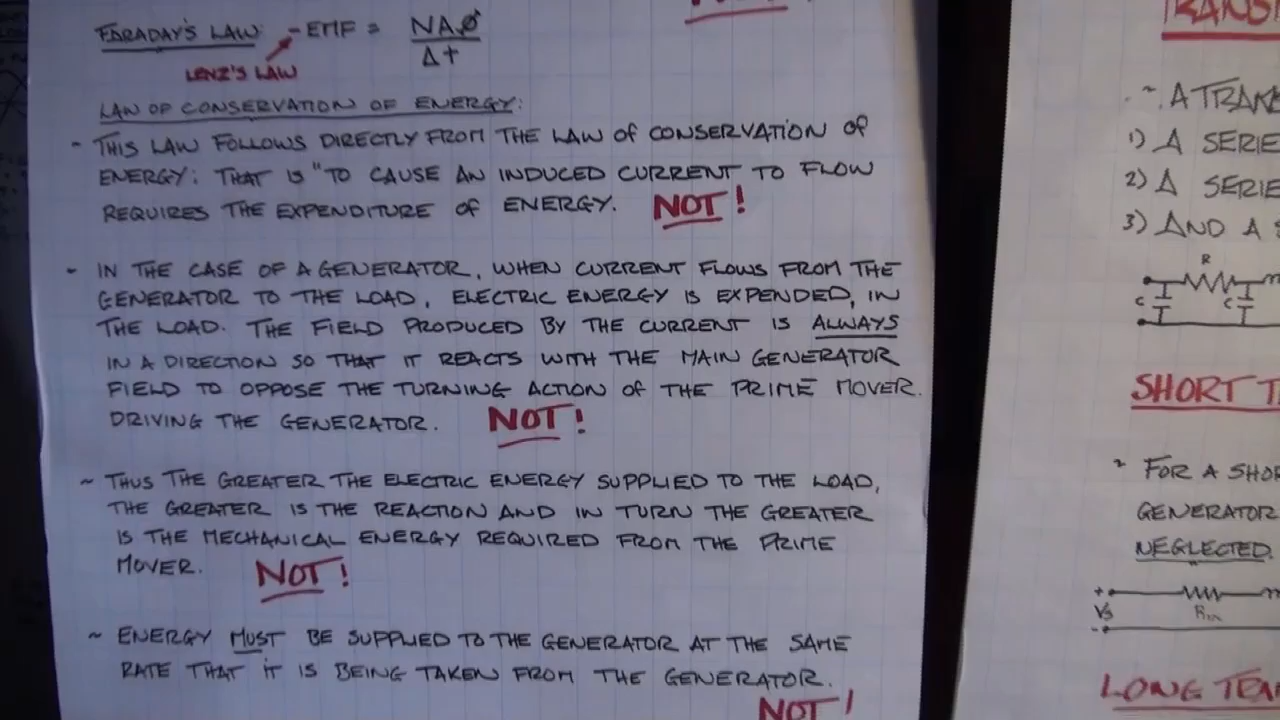 FARADAY'S LAW: -EMF = NΔØ
Δt
LENZ'S LAW
LAW OF CONSERVATION OF ENERGY:
~ THIS LAW FOLLOWS DIRECTLY FROM THE LAW OF CONSERVATION OF
ENERGY: THAT IS "TO CAUSE AN INDUCED CURRENT TO FLOW
REQUIRES THE EXPENDITURE OF ENERGY. NOT!
~ IN THE CASE OF A GENERATOR, WHEN CURRENT FLOWS FROM THE
GENERATOR TO THE LOAD, ELECTRIC ENERGY IS EXPENDED, IN
THE LOAD. THE FIELD PRODUCED BY THE CURRENT IS ALWAYS
IN A DIRECTION SO THAT IT REACTS WITH THE MAIN GENERATOR
FIELD TO OPPOSE THE TURNING ACTION OF THE PRIME MOVER.
DRIVING THE GENERATOR. NOT!
~ THUS THE GREATER THE ELECTRIC ENERGY SUPPLIED TO THE LOAD,
THE GREATER IS THE REACTION AND IN TURN THE GREATER
IS THE MECHANICAL ENERGY REQUIRED FROM THE PRIME
MOVER. NOT!
~ ENERGY MUST BE SUPPLIED TO THE GENERATOR AT THE SAME
RATE THAT IT IS BEING TAKEN FROM THE GENERATOR.
NOT!
~ A TRANS
1) A SERIE
2) A SERIE
3) AND A S
R
C C
SHORT T
~ FOR A SHOR
GENERATOR
NEGLECTED.
+
Vs
-
LONG TRAN